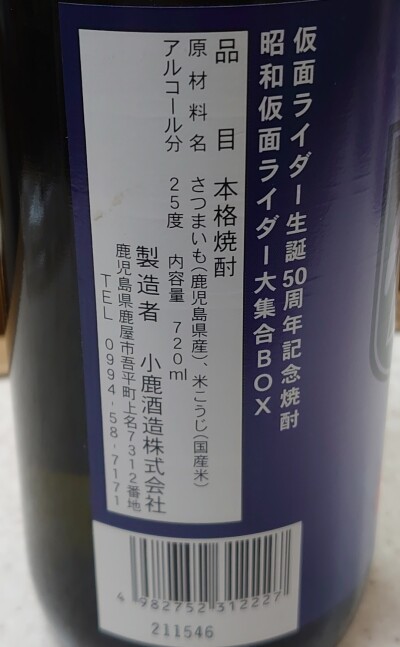 仮面ライダー生誕50周年記念焼酎
昭和仮面ライダー大集合BOX
品目 本格焼酎
原材料名 さつまいも(鹿児島県産)、米こうじ(国産米)
アルコール分 25度 内容量 720ml
製造者 小鹿酒造株式会社
鹿児島県鹿屋市吾平町上名7312番地
TEL 0994-58-7171
4 982752 312227
211546